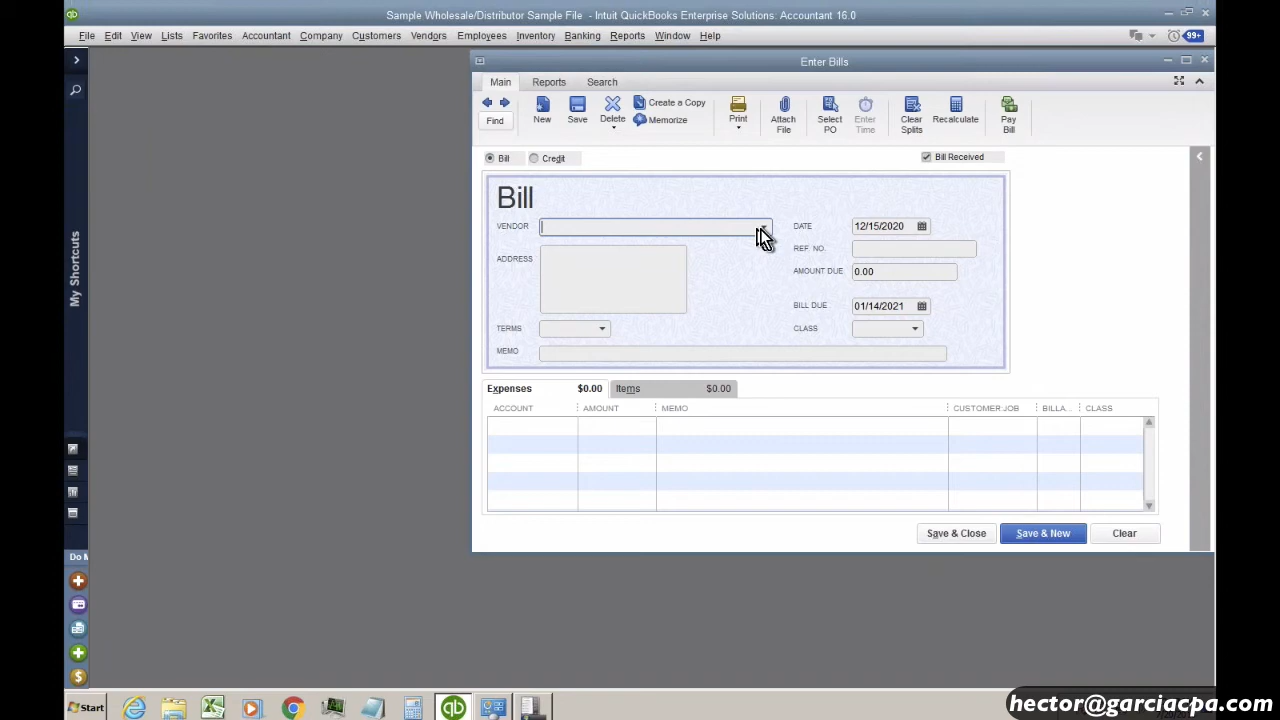 Sample Wholesale/Distributor Sample File - Intuit QuickBooks Enterprise Solutions: Accountant 16.0
File Edit View Lists Favorites Accountant Company Customers Vendors Employees Inventory Banking Reports Window Help
99+
Enter Bills
Main Reports Search
Find New Save Delete Create a Copy Memorize Print Attach File Select PO Enter Time Clear Splits Recalculate Pay Bill
Bill Credit Bill Received
Bill
VENDOR DATE 12/15/2020
REF. NO.
ADDRESS
AMOUNT DUE 0.00
BILL DUE 01/14/2021
TERMS CLASS
MEMO
Expenses $0.00 Items $0.00
ACCOUNT AMOUNT MEMO CUSTOMER:JOB BILLA... CLASS
Save & Close Save & New Clear
My Shortcuts
Do M
Start
hector@garciacpa.com